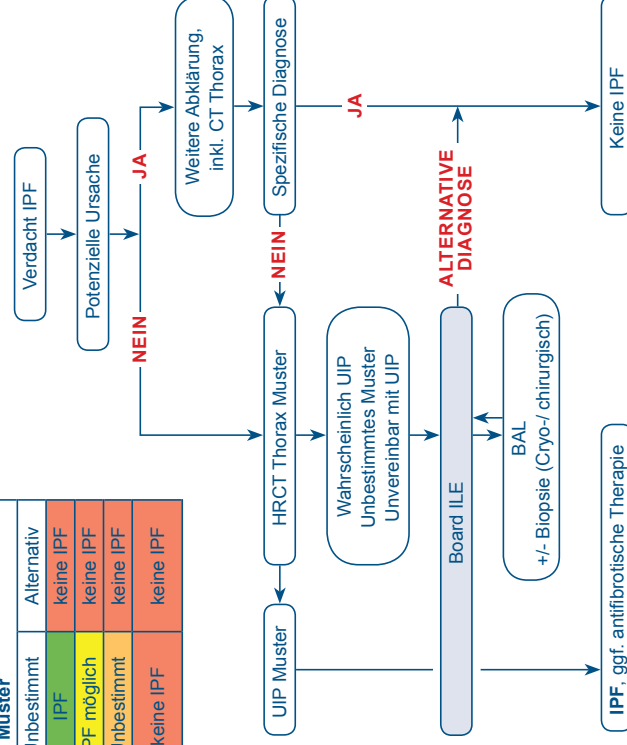 Verdacht IPF
Potenzielle Ursache
NEIN
JA
Weitere Abklärung,
inkl. CT Thorax
HRCT Thorax Muster
NEIN
Spezifische Diagnose
UIP Muster
Wahrscheinlich UIP
Unbestimmtes Muster
Unvereinbar mit UIP
JA
Board ILE
ALTERNATIVE
DIAGNOSE
BAL
+/- Biopsie (Cryo-/ chirurgisch)
IPF, ggf. antifibrotische Therapie
Keine IPF
Muster
Alternativ
IPF
keine IPF
möglich
keine IPF
keine IPF
keine IPF
keine IPF